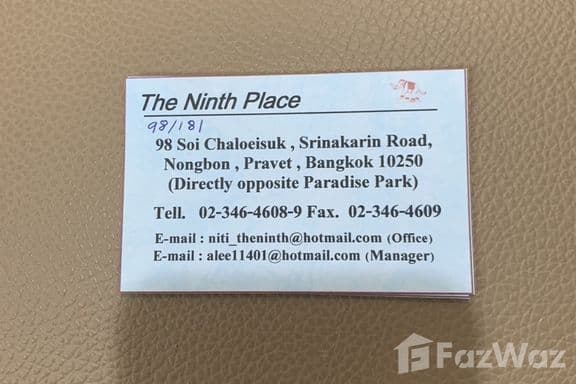 The Ninth Place
98/181
98 Soi Chaloeisuk , Srinakarin Road,
Nongbon , Pravet , Bangkok 10250
(Directly opposite Paradise Park)
Tell. 02-346-4608-9 Fax. 02-346-4609
E-mail : niti_theninth@hotmail.com (Office)
E-mail : alee11401@hotmail.com (Manager)
FazWaz